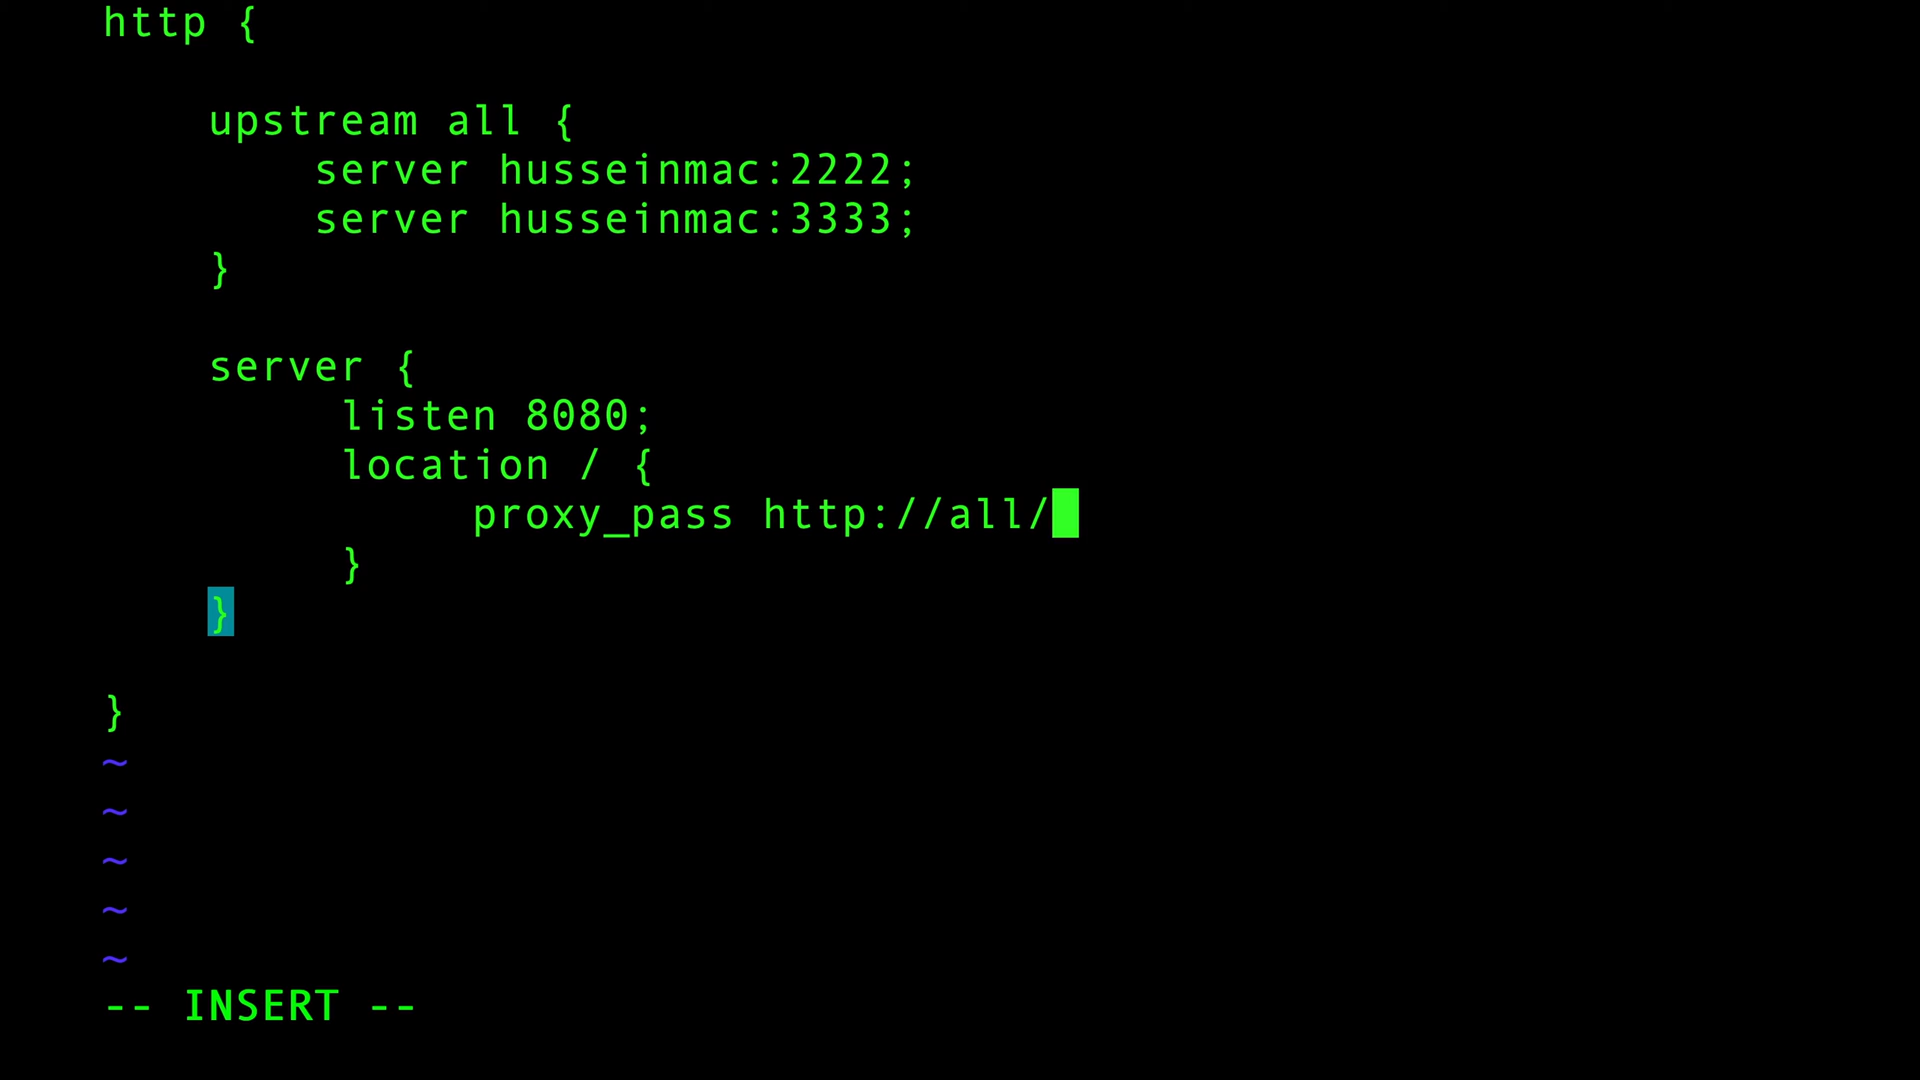 http {
upstream all {
server husseinmac:2222;
server husseinmac:3333;
}
server {
listen 8080;
location / {
proxy_pass http://all/
}
}
}
~
~
~
~
~
-- INSERT --